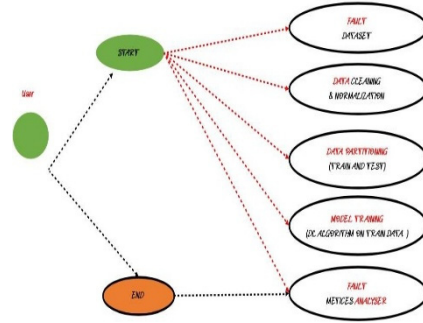 FAULT
DATASET
START
DATA CLEANING
& NORMALIZATION
User
DATA PARTITIONING
(TRAIN AND TEST)
MODEL TRAINING
(DL ALGORITHM ON TRAIN DATA )
FAULT
END
METICES ANALYSER